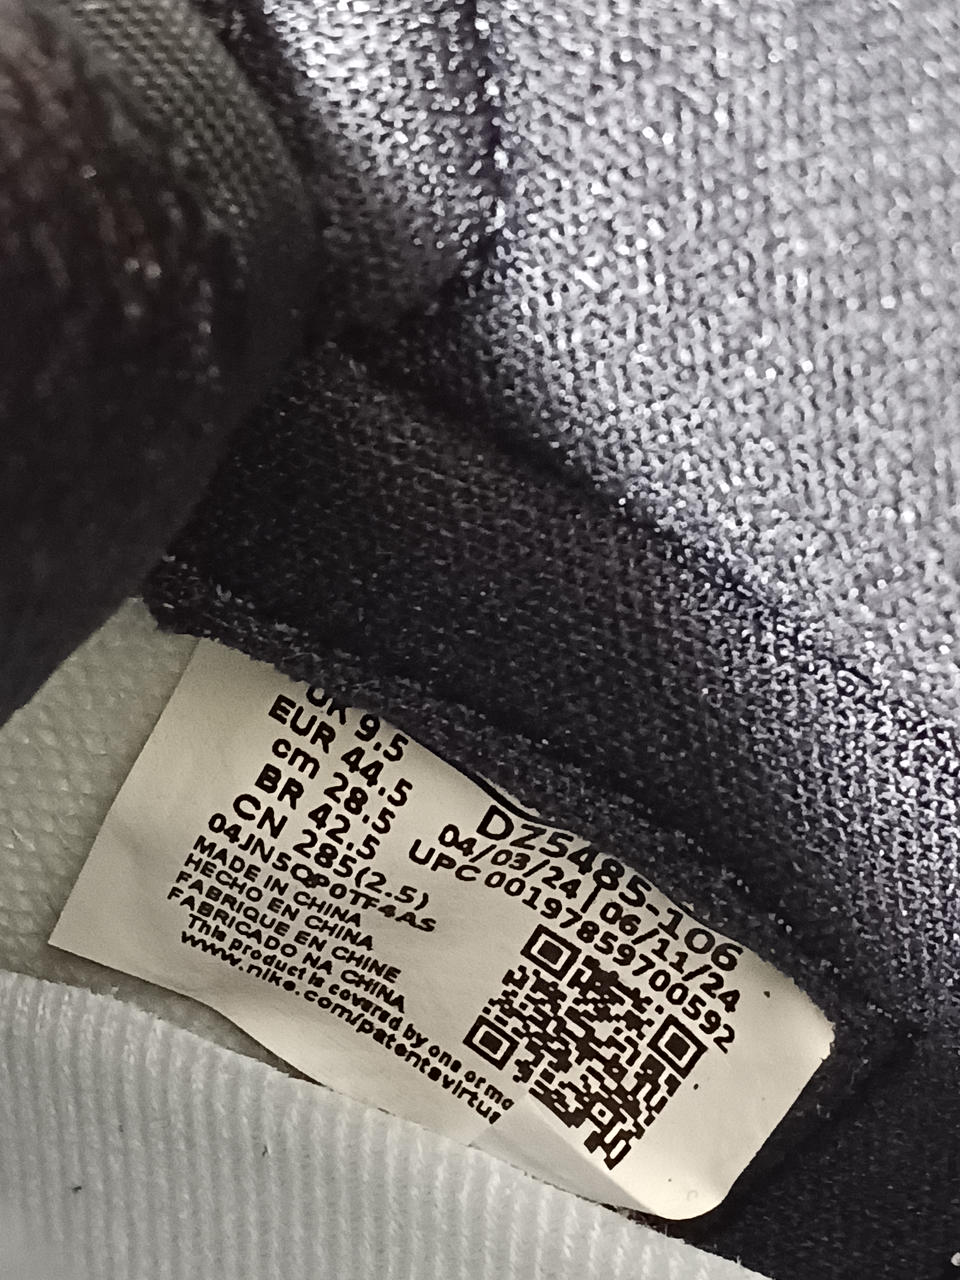 UK 9.5
EUR 44.5
cm 28.5
BR 42.5
CN 285(2.5)
04JN5QP0TF4AS
MADE IN CHINA
HECHO EN CHINA
FABRIQUE EN CHINE
FABRICADO NA CHINA
This product is covered by one or mo
www.nike.com/patentsvirtua
DZ5485-106
04/03/24 | 06/11/24
UPC 00197859700592